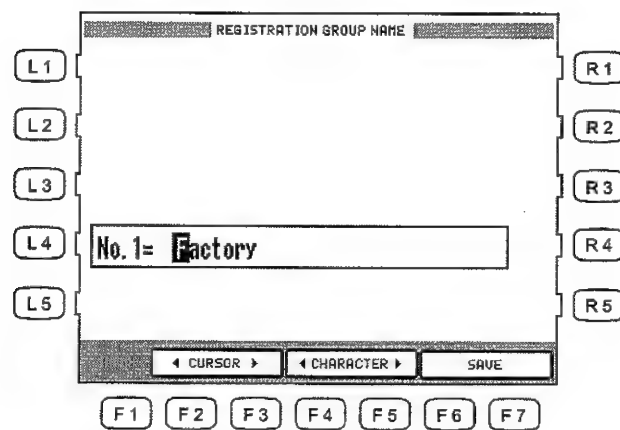 REGISTRATION GROUP NAME
L1 R1
L2 R2
L3 R3
L4 No. 1= Factory R4
L5 R5
◄ CURSOR ► ◄ CHARACTER ► SAVE
F1 F2 F3 F4 F5 F6 F7